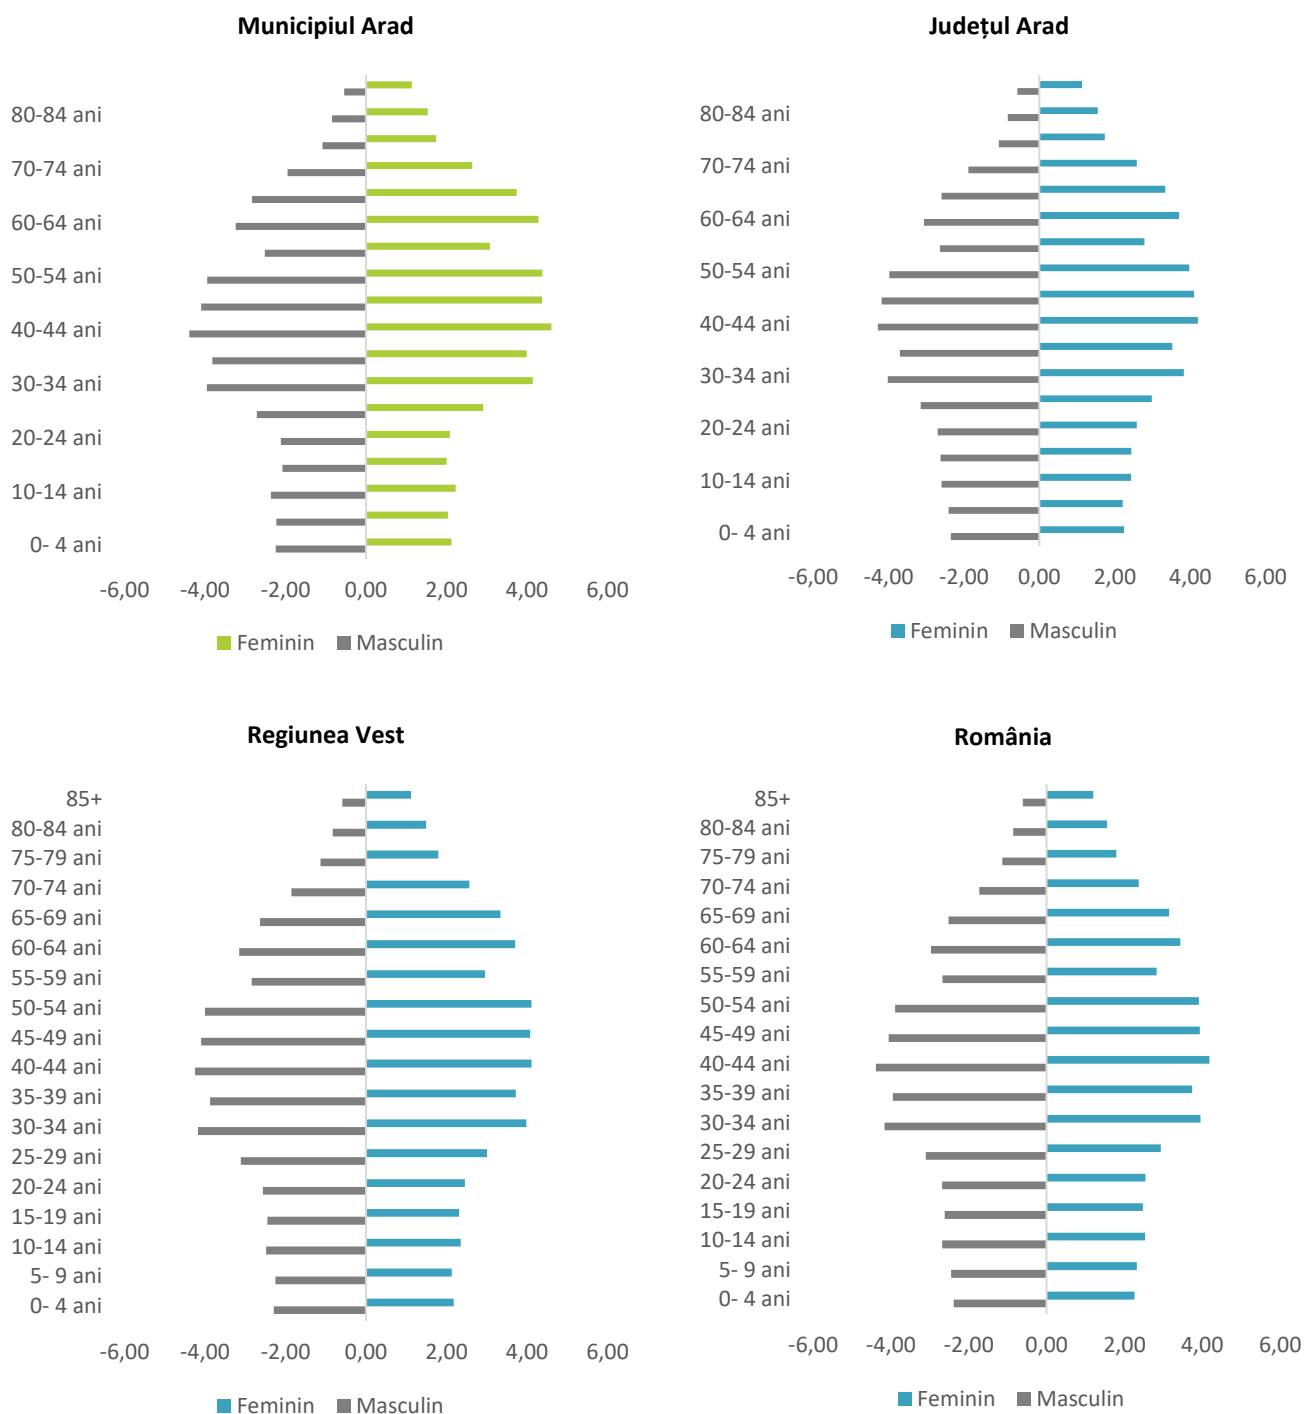 Municipiul Arad
80-84 ani
70-74 ani
60-64 ani
50-54 ani
40-44 ani
30-34 ani
20-24 ani
10-14 ani
0- 4 ani
-6,00 -4,00 -2,00 0,00 2,00 4,00 6,00
Feminin Masculin
Județul Arad
80-84 ani
70-74 ani
60-64 ani
50-54 ani
40-44 ani
30-34 ani
20-24 ani
10-14 ani
0- 4 ani
-6,00 -4,00 -2,00 0,00 2,00 4,00 6,00
Feminin Masculin
Regiunea Vest
85+
80-84 ani
75-79 ani
70-74 ani
65-69 ani
60-64 ani
55-59 ani
50-54 ani
45-49 ani
40-44 ani
35-39 ani
30-34 ani
25-29 ani
20-24 ani
15-19 ani
10-14 ani
5- 9 ani
0- 4 ani
-6,00 -4,00 -2,00 0,00 2,00 4,00 6,00
Feminin Masculin
România
85+
80-84 ani
75-79 ani
70-74 ani
65-69 ani
60-64 ani
55-59 ani
50-54 ani
45-49 ani
40-44 ani
35-39 ani
30-34 ani
25-29 ani
20-24 ani
15-19 ani
10-14 ani
5- 9 ani
0- 4 ani
-6,00 -4,00 -2,00 0,00 2,00 4,00 6,00
Feminin Masculin